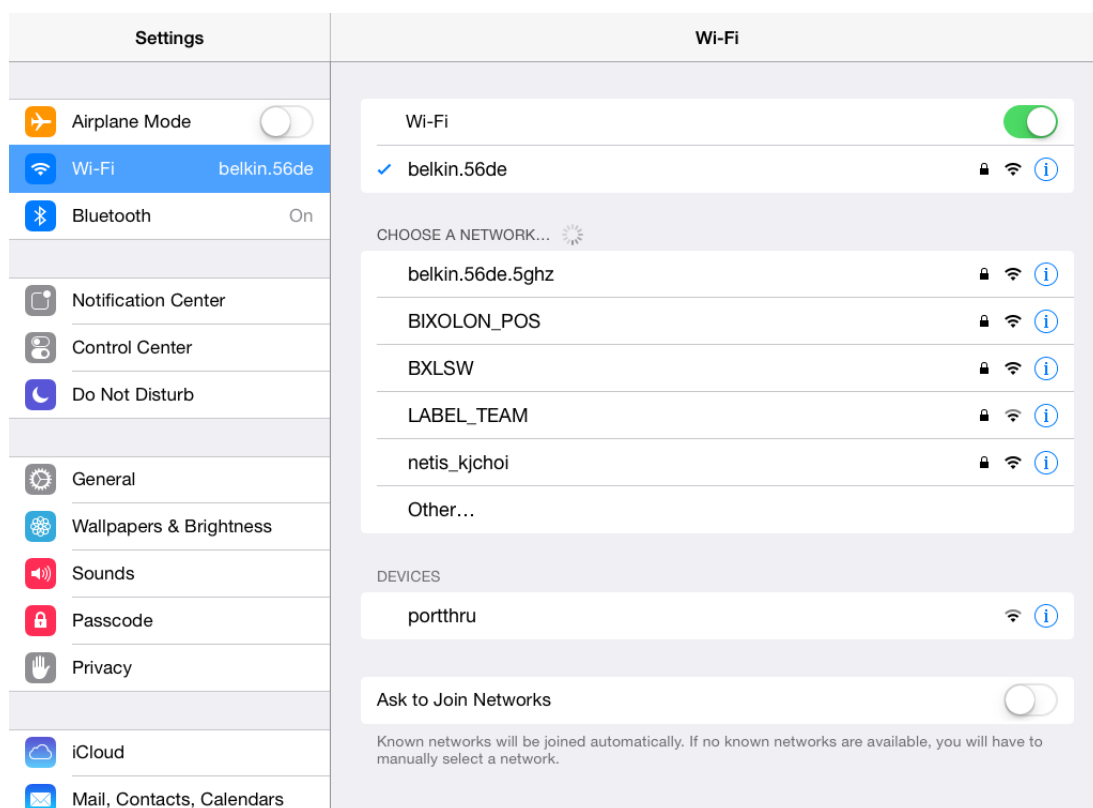 Settings
Airplane Mode
Wi-Fi belkin.56de
Bluetooth On
Notification Center
Control Center
Do Not Disturb
General
Wallpapers & Brightness
Sounds
Passcode
Privacy
iCloud
Mail, Contacts, Calendars
Wi-Fi
Wi-Fi
belkin.56de
CHOOSE A NETWORK...
belkin.56de.5ghz
BIXOLON_POS
BXLSW
LABEL_TEAM
netis_kjchoi
Other...
DEVICES
portthru
Ask to Join Networks
Known networks will be joined automatically. If no known networks are available, you will have to
manually select a network.